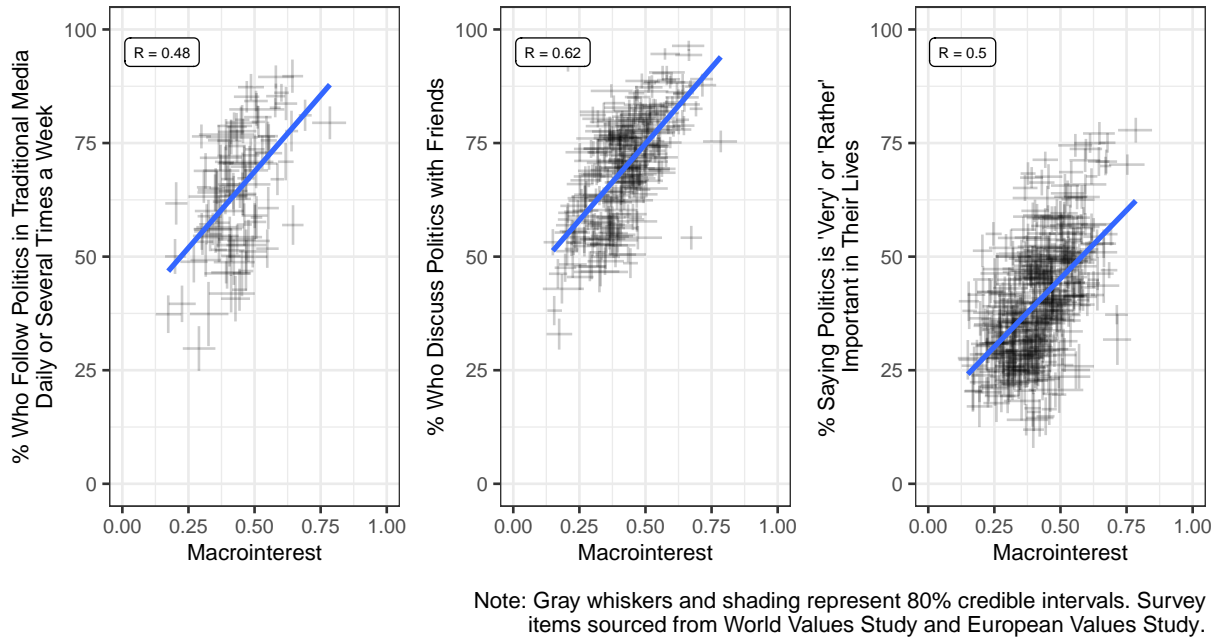 % Who Follow Politics in Traditional Media
Daily or Several Times a Week
100
75
50
25
0
R = 0.48
0.00 0.25 0.50 0.75 1.00
Macrointerest
% Who Discuss Politics with Friends
100
75
50
25
0
R = 0.62
0.00 0.25 0.50 0.75 1.00
Macrointerest
% Saying Politics is 'Very' or 'Rather'
Important in Their Lives
100
75
50
25
0
R = 0.5
0.00 0.25 0.50 0.75 1.00
Macrointerest
Note: Gray whiskers and shading represent 80% credible intervals. Survey
items sourced from World Values Study and European Values Study.